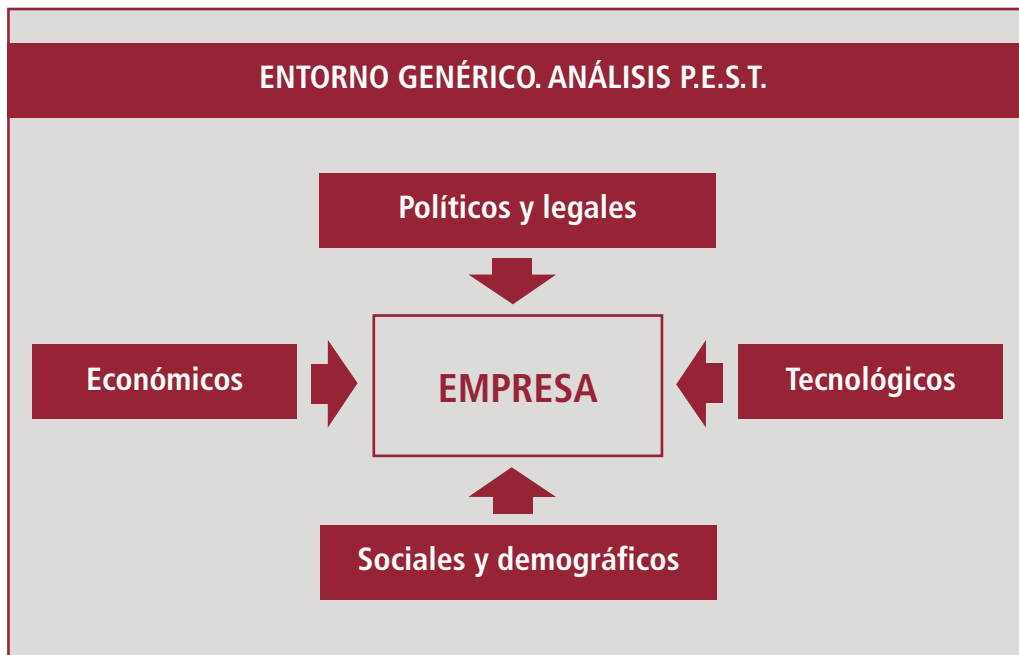 ENTORNO GENÉRICO. ANÁLISIS P.E.S.T.
Políticos y legales
Económicos
EMPRESA
Tecnológicos
Sociales y demográficos